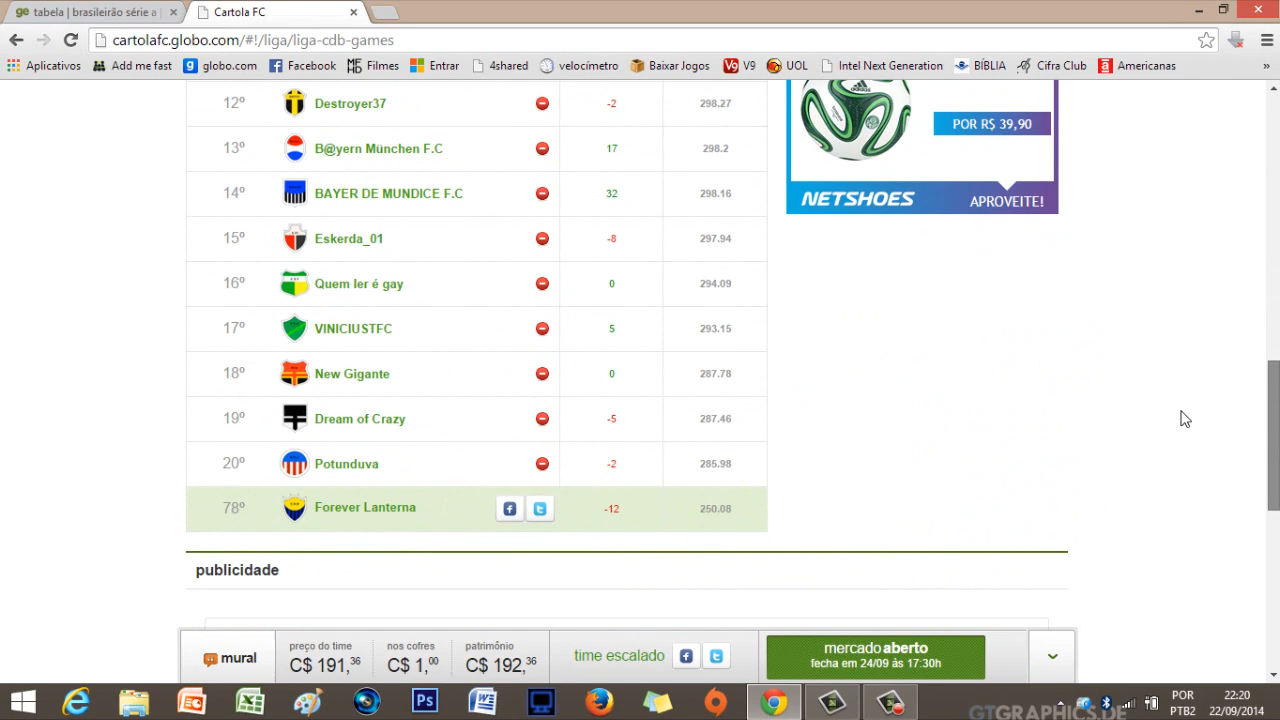 ge tabela | brasileirão série a
Cartola FC
cartolafc.globo.com/#!/liga/liga-cdb-games
Aplicativos Add me fast globo.com Facebook Filmes Entrar 4shared velocímetro Baixar Jogos V9 UOL Intel Next Generation BÍBLIA Cifra Club Americanas »
12º Destroyer37 -2 298.27
13º B@yern München F.C 17 298.2
14º BAYER DE MUNDICE F.C 32 298.16
15º Eskerda_01 -8 297.94
16º Quem ler é gay 0 294.09
17º VINICIUSTFC 5 293.15
18º New Gigante 0 287.78
19º Dream of Crazy -5 287.46
20º Potunduva -2 285.98
78º Forever Lanterna -12 250.08
POR R$ 39,90
NETSHOES APROVEITE!
publicidade
mural
preço do time
C$ 191,36
nos cofres
C$ 1,00
patrimônio
C$ 192,36
time escalado
mercado aberto
fecha em 24/09 às 17:30h
POR
PTB2
22:20
22/09/2014
GTGRAPHICS.DE